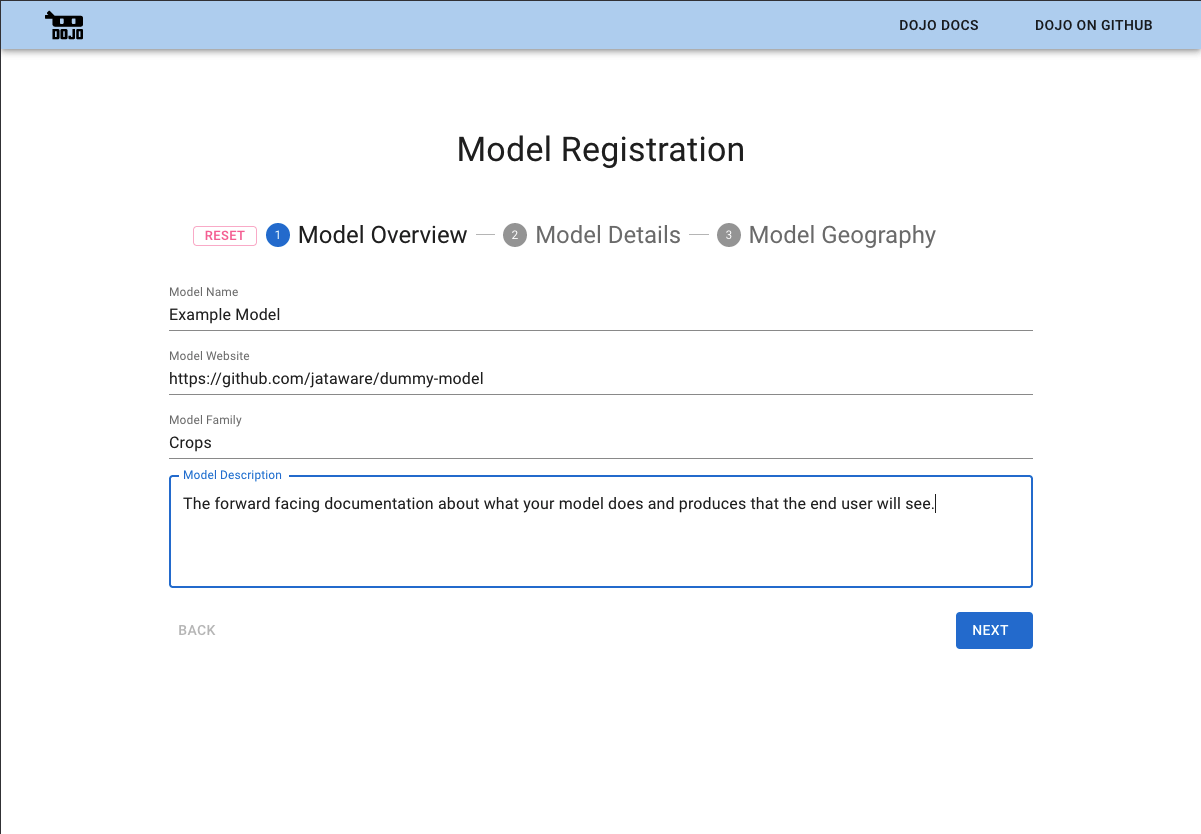 DOJO
DOJO DOCS
DOJO ON GITHUB
Model Registration
RESET
1 Model Overview
2 Model Details
3 Model Geography
Model Name
Example Model
Model Website
https://github.com/jataware/dummy-model
Model Family
Crops
Model Description
The forward facing documentation about what your model does and produces that the end user will see.
BACK
NEXT